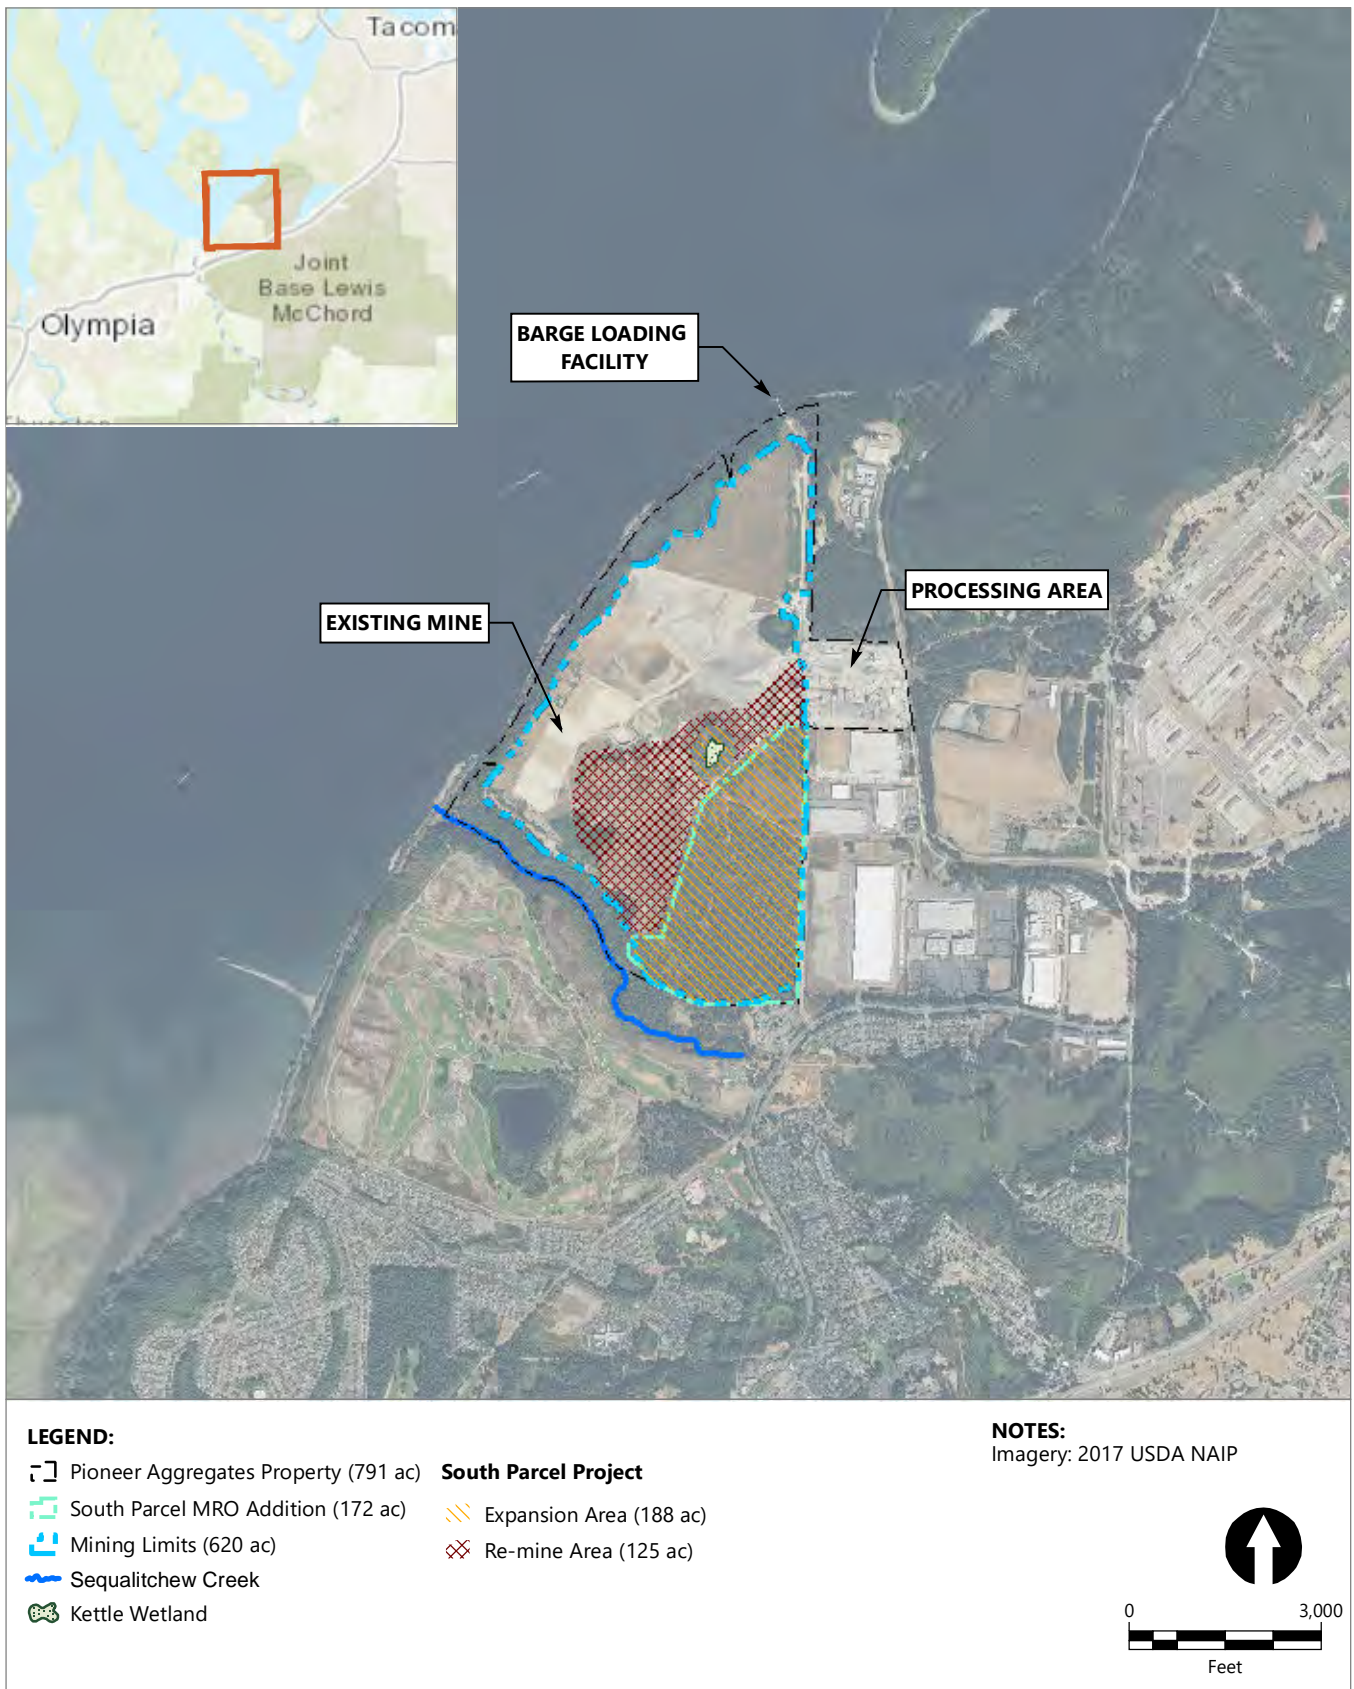 Tacom
Joint
Base Lewis
McChord
Olympia
BARGE LOADING
FACILITY
EXISTING MINE
PROCESSING AREA
LEGEND:
Pioneer Aggregates Property (791 ac)
South Parcel MRO Addition (172 ac)
Mining Limits (620 ac)
Sequalitchew Creek
Kettle Wetland
South Parcel Project
Expansion Area (188 ac)
Re-mine Area (125 ac)
NOTES:
Imagery: 2017 USDA NAIP
0 3,000
Feet